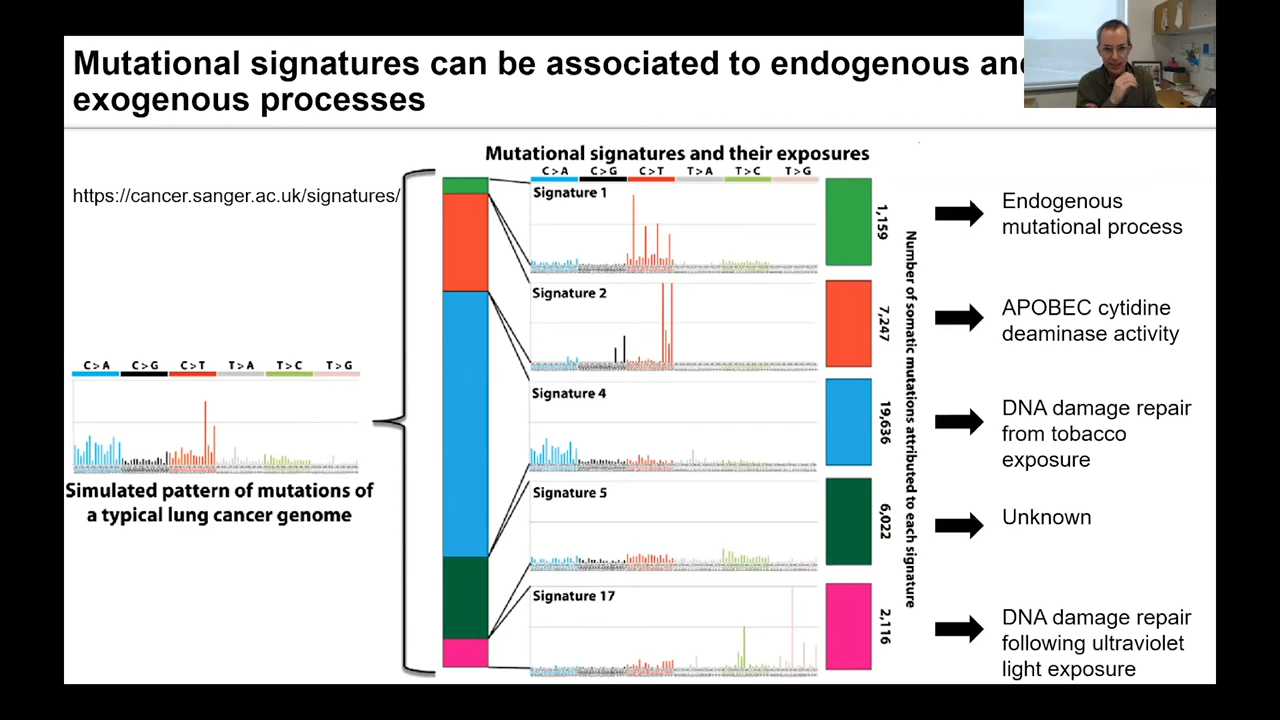 Mutational signatures can be associated to endogenous and
exogenous processes
https://cancer.sanger.ac.uk/signatures/
Mutational signatures and their exposures
C > A C > G C > T T > A T > C T > G
Signature 1
1,159
Endogenous
mutational process
Signature 2
7,247
APOBEC cytidine
deaminase activity
Signature 4
19,636
DNA damage repair
from tobacco
exposure
Signature 5
6,022
Unknown
Signature 17
2,116
DNA damage repair
following ultraviolet
light exposure
Number of somatic mutations attributed to each signature
C > A C > G C > T T > A T > C T > G
Simulated pattern of mutations of
a typical lung cancer genome